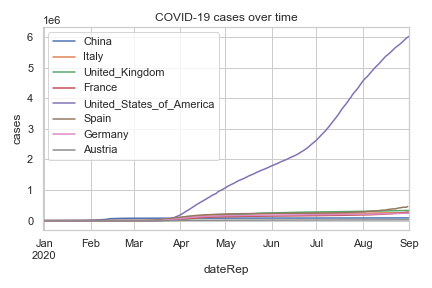 COVID-19 cases over time
1e6
6
5
4
3
2
1
0
cases
China
Italy
United_Kingdom
France
United_States_of_America
Spain
Germany
Austria
Jan Feb Mar Apr May Jun Jul Aug Sep
2020
dateRep